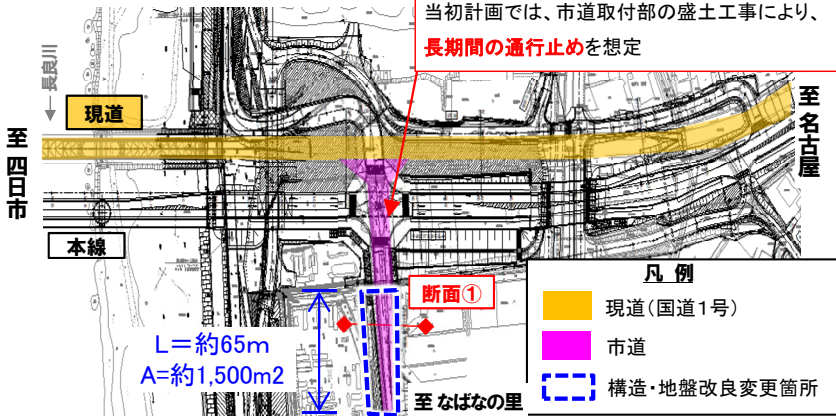 当初計画では、市道取付部の盛土工事により、
長期間の通行止めを想定
← 長良川
現道
至 四日市
至 名古屋
本線
断面①
L=約65m
A=約1,500m2
至 なばなの里
凡 例
現道(国道1号)
市道
構造・地盤改良変更箇所